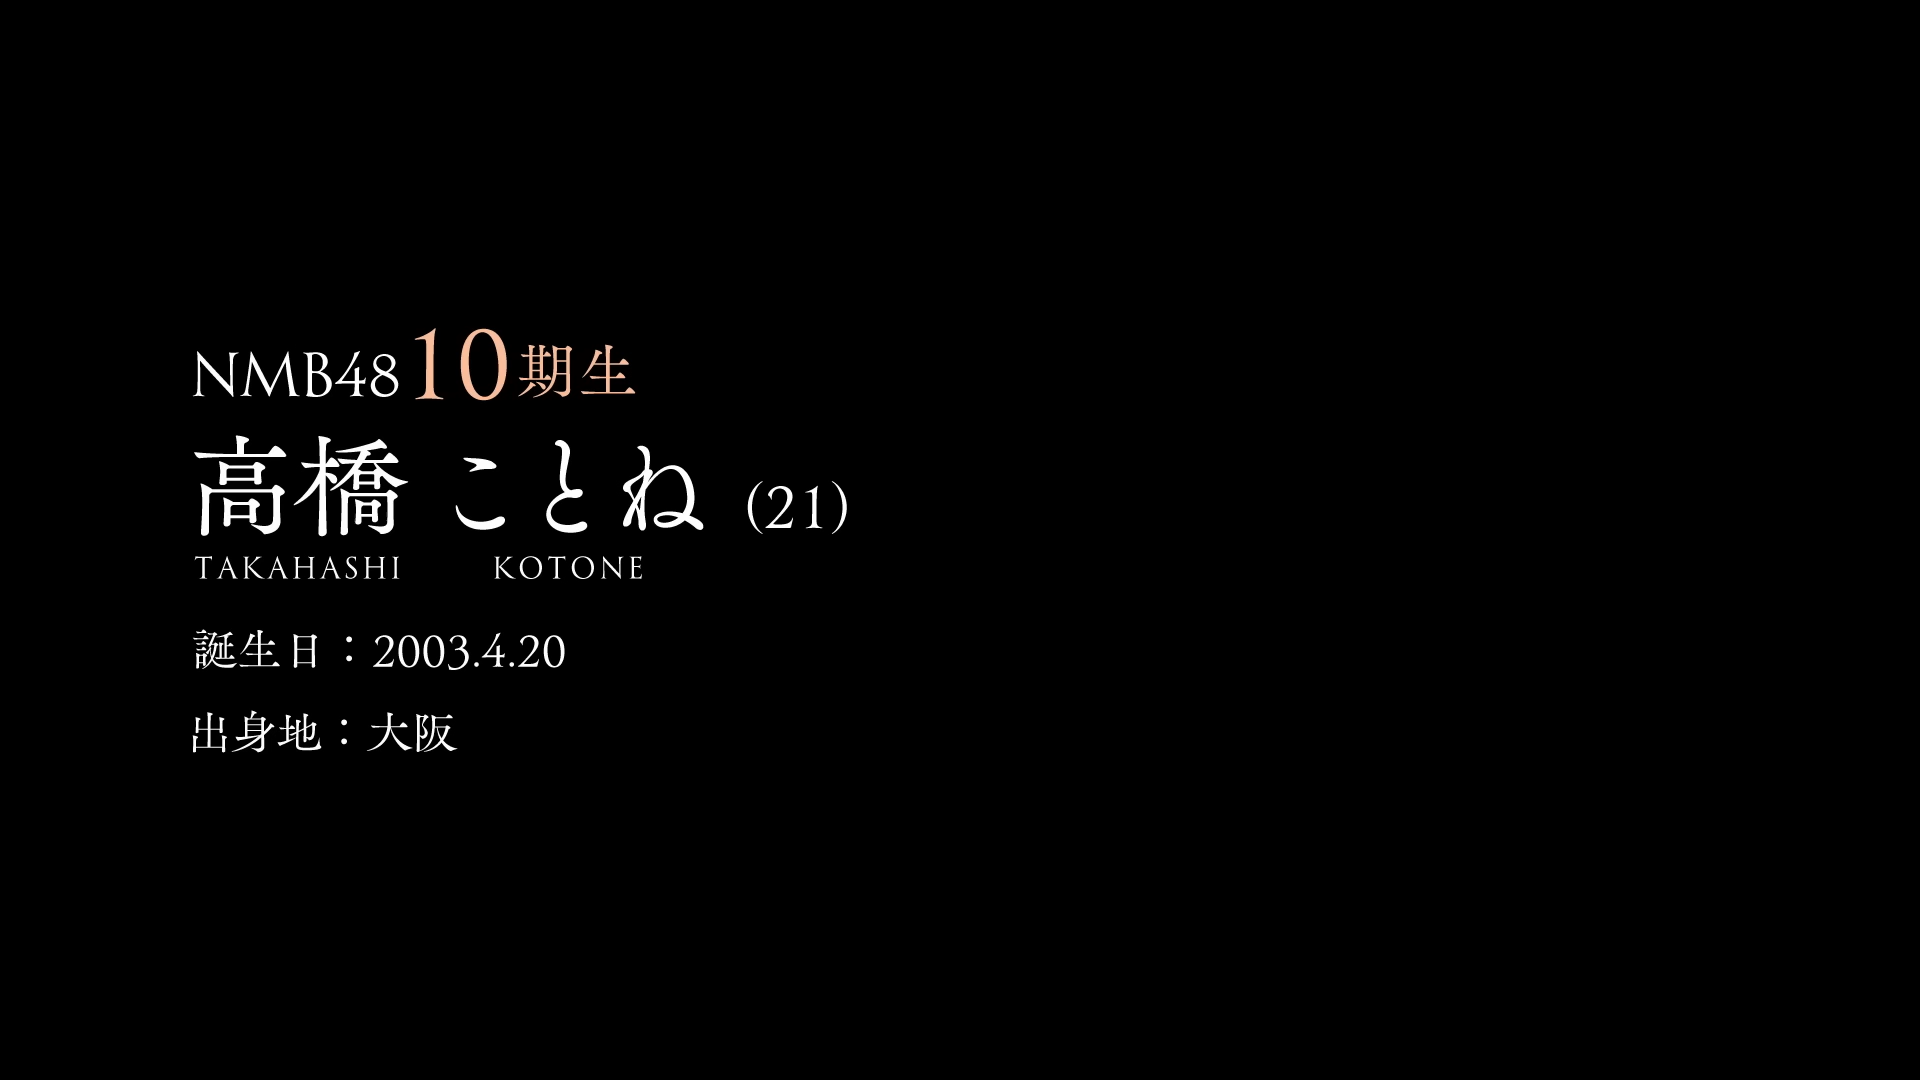 NMB48 10期生
高橋 ことね (21)
TAKAHASHI KOTONE
誕生日：2003.4.20
出身地：大阪